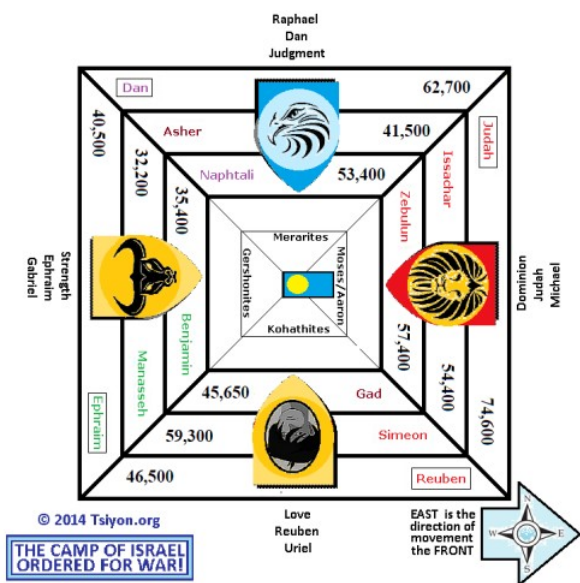 Raphael
Dan
Judgment
Dan
62,700
Asher
41,500
Naphtali
53,400
40,500
32,200
35,400
Judah
Issachar
Zebulun
Strength
Ephraim
Gabriel
Merarites
Gershonites
Moses/Aaron
Kohathites
Dominion
Judah
Michael
Benjamin
Manasseh
Ephraim
57,400
54,400
74,600
45,650
Gad
59,300
Simeon
46,500
Reuben
Love
Reuben
Uriel
© 2014 Tsiyon.org
THE CAMP OF ISRAEL
ORDERED FOR WAR!
EAST is the
direction of
movement
the FRONT
N
W
E
S